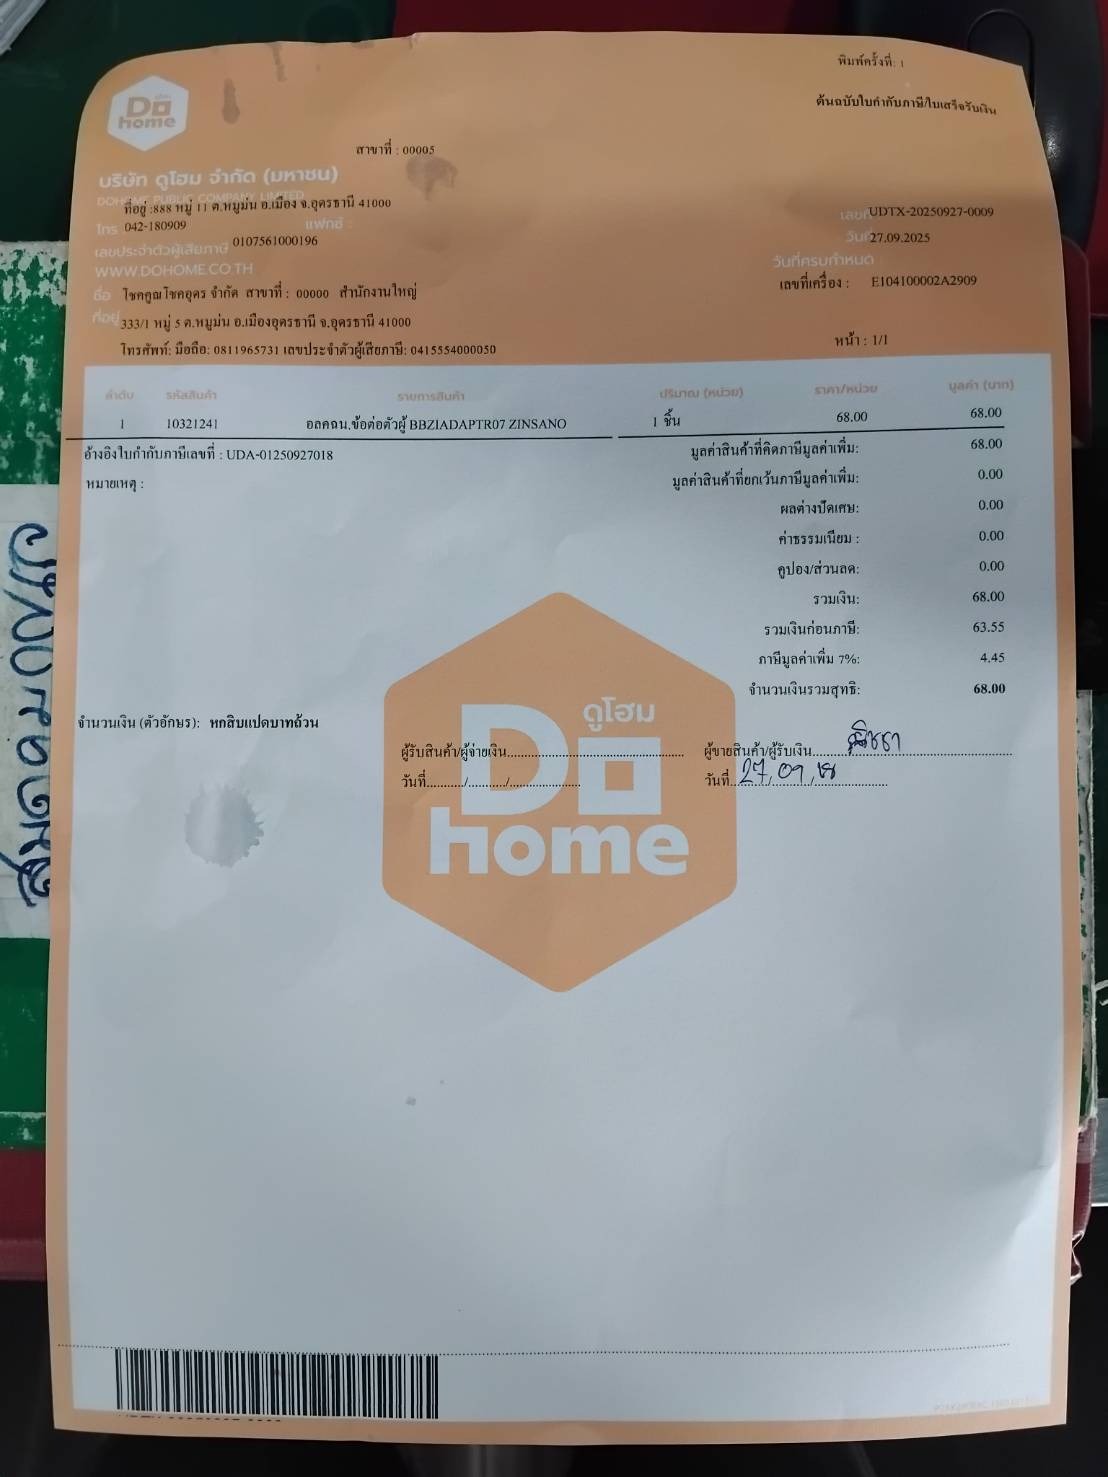 พิมพ์ครั้งที่: 1
ต้นฉบับใบกำกับภาษี/ใบเสร็จรับเงิน
ดูโฮม
Do
home
สาขาที่ : 00005
บริษัท ดูโฮม จำกัด (มหาชน)
DOHOME PUBLIC COMPANY LIMITED
ที่อยู่ :888 หมู่ 11 ต.หมูม่น อ.เมือง จ.อุดรธานี 41000
โทร 042-180909 แฟกซ์ :
เลขที่ UDTX-20250927-0009
เลขประจำตัวผู้เสียภาษี 0107561000196
วันที่ 27.09.2025
WWW.DOHOME.CO.TH
วันที่ครบกำหนด
ชื่อ โชคคูณโชคอุดร จำกัด สาขาที่ : 00000 สำนักงานใหญ่
เลขที่เครื่อง : E104100002A2909
ที่อยู่ 333/1 หมู่ 5 ต.หมูม่น อ.เมืองอุดรธานี จ.อุดรธานี 41000
โทรศัพท์: มือถือ: 0811965731 เลขประจำตัวผู้เสียภาษี: 0415554000050
หน้า : 1/1
ลำดับ รหัสสินค้า รายการสินค้า ปริมาณ (หน่วย) ราคา/หน่วย มูลค่า (บาท)
1 10321241 อลคฉน.ข้อต่อตัวผู้ BBZIADAPTR07 ZINSANO 1 ชิ้น 68.00 68.00
อ้างอิงใบกำกับภาษีเลขที่ : UDA-01250927018
มูลค่าสินค้าที่คิดภาษีมูลค่าเพิ่ม: 68.00
หมายเหตุ :
มูลค่าสินค้าที่ยกเว้นภาษีมูลค่าเพิ่ม: 0.00
ผลต่างปัดเศษ: 0.00
ค่าธรรมเนียม : 0.00
คูปอง/ส่วนลด: 0.00
รวมเงิน: 68.00
รวมเงินก่อนภาษี: 63.55
ภาษีมูลค่าเพิ่ม 7%: 4.45
จำนวนเงินรวมสุทธิ: 68.00
จำนวนเงิน (ตัวอักษร): หกสิบแปดบาทถ้วน
ผู้รับสินค้า/ผู้จ่ายเงิน
ผู้ขายสินค้า/ผู้รับเงิน
วันที่ / /
วันที่ 27, 09,
ดูโฮม
Do
home